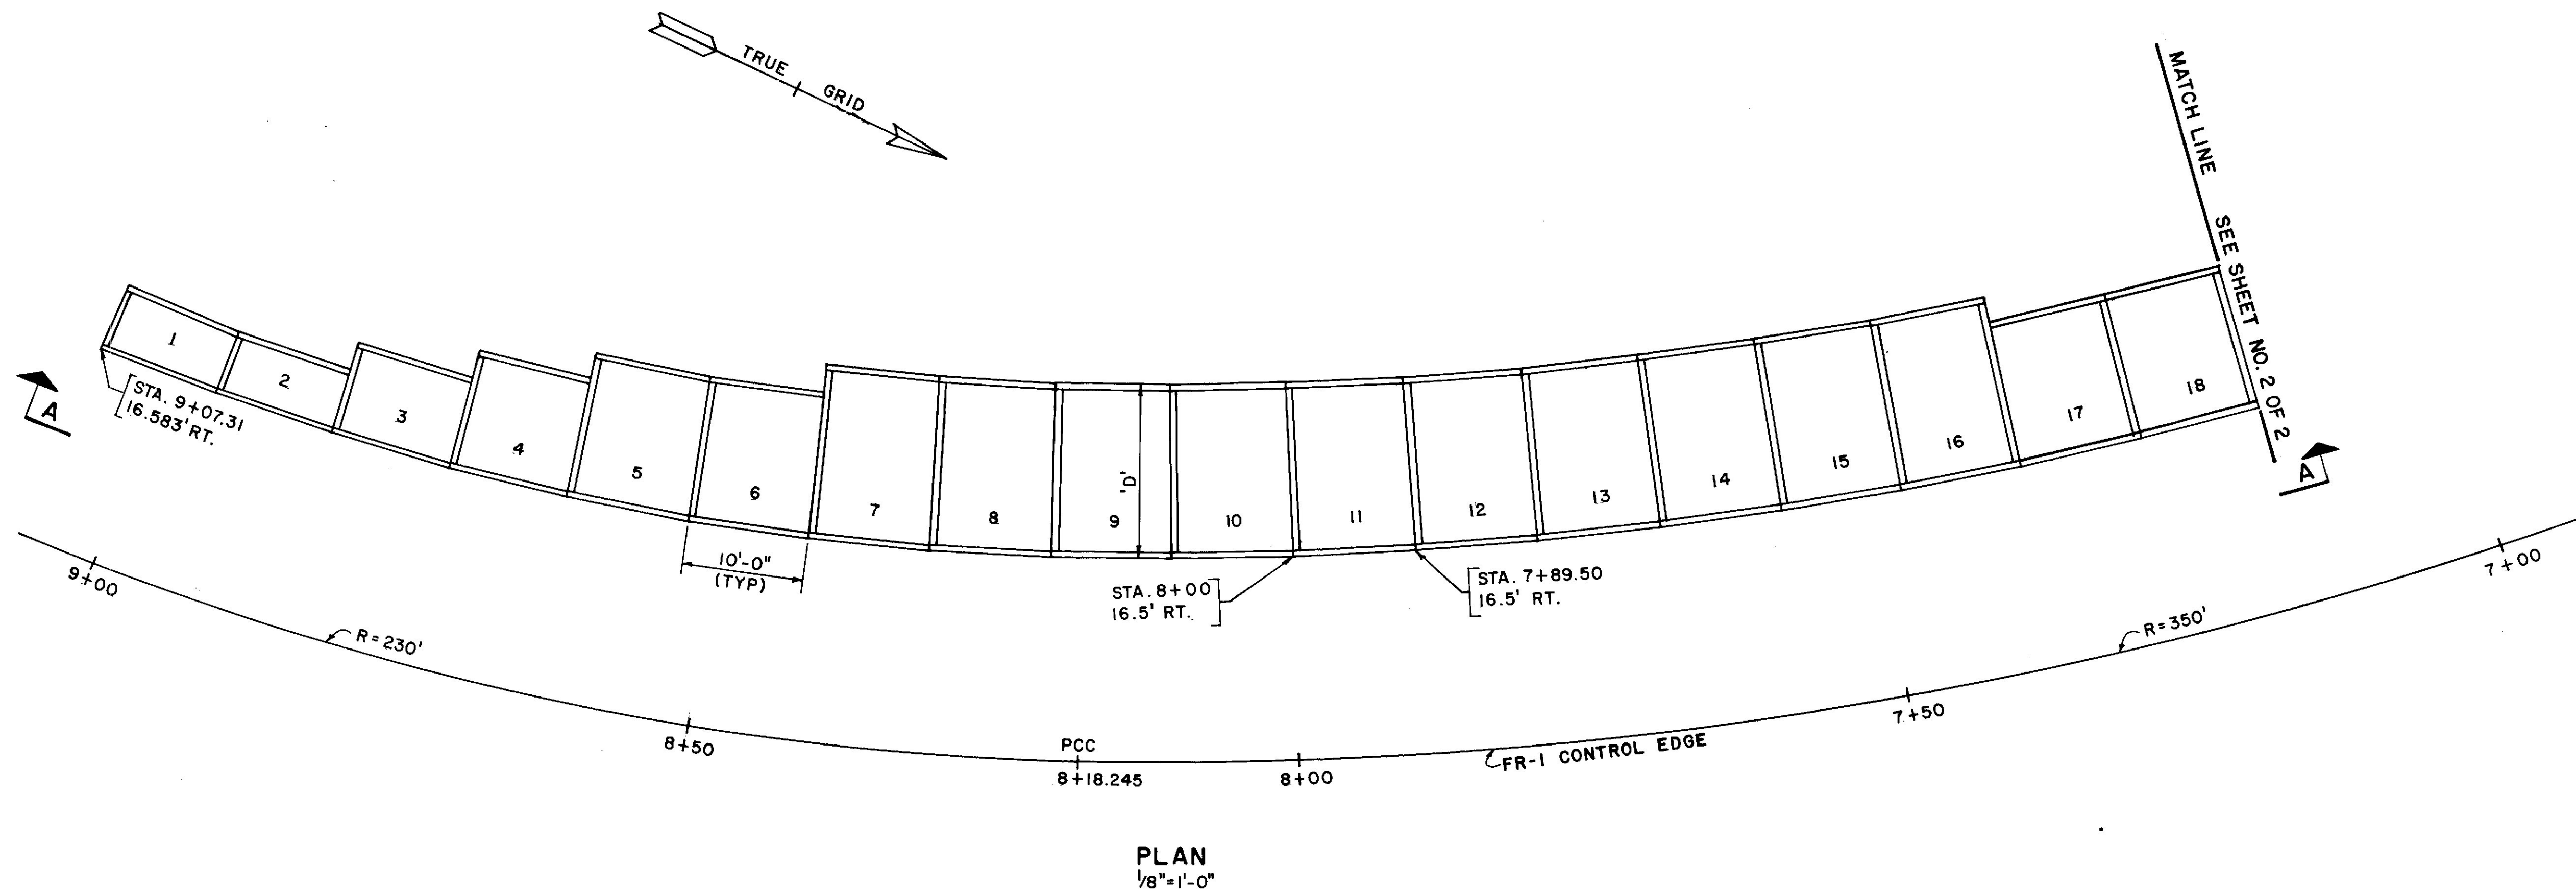 TRUE
GRID
MATCH LINE SEE SHEET NO. 2 OF 2
1
2
3
4
5
6
7
8
9
10
11
12
13
14
15
16
17
18
'D'
A
STA. 9+07.31
16.583' RT.
10'-0"
(TYP)
STA. 8+00
16.5' RT.
STA. 7+89.50
16.5' RT.
A
9+00
R=230'
8+50
PCC
8+18.245
8+00
FR-1 CONTROL EDGE
7+50
R=350'
7+00
PLAN
1/8"=1'-0"